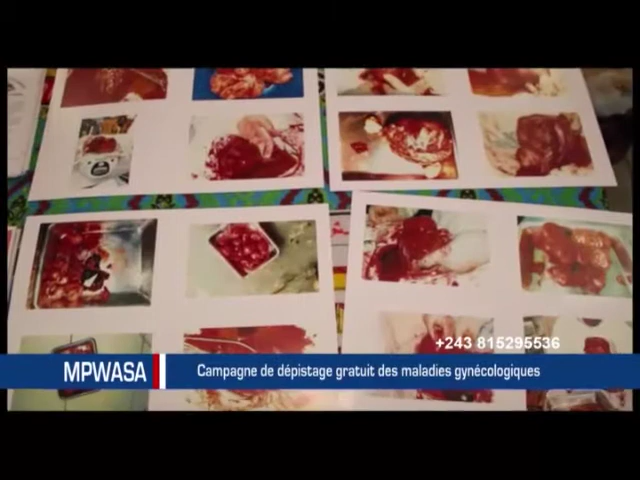 +243 815295536
MPWASA
Campagne de dépistage gratuit des maladies gynécologiques